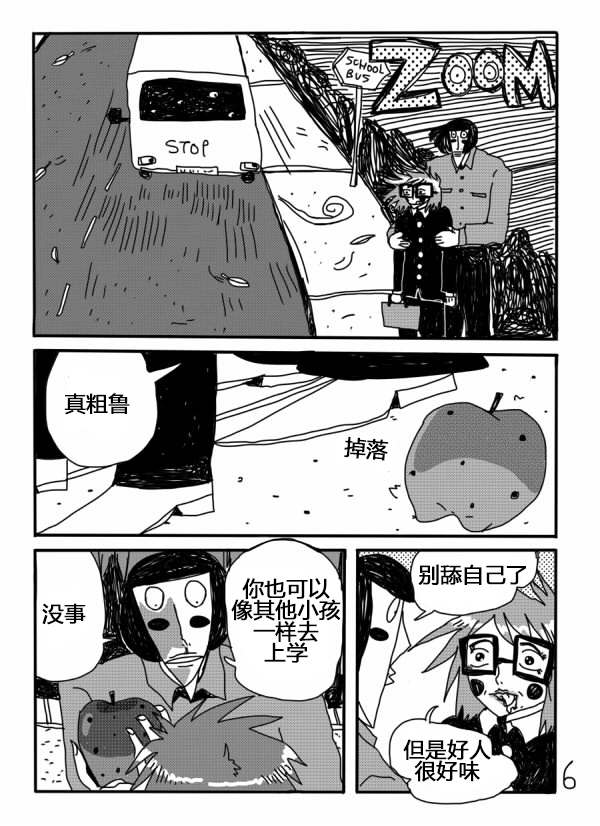 SCHOOL
BUS
ZOOM
STOP
真粗鲁
掉落
没事
你也可以
像其他小孩
一样去
上学
别舔自己了
但是好人
很好味
6